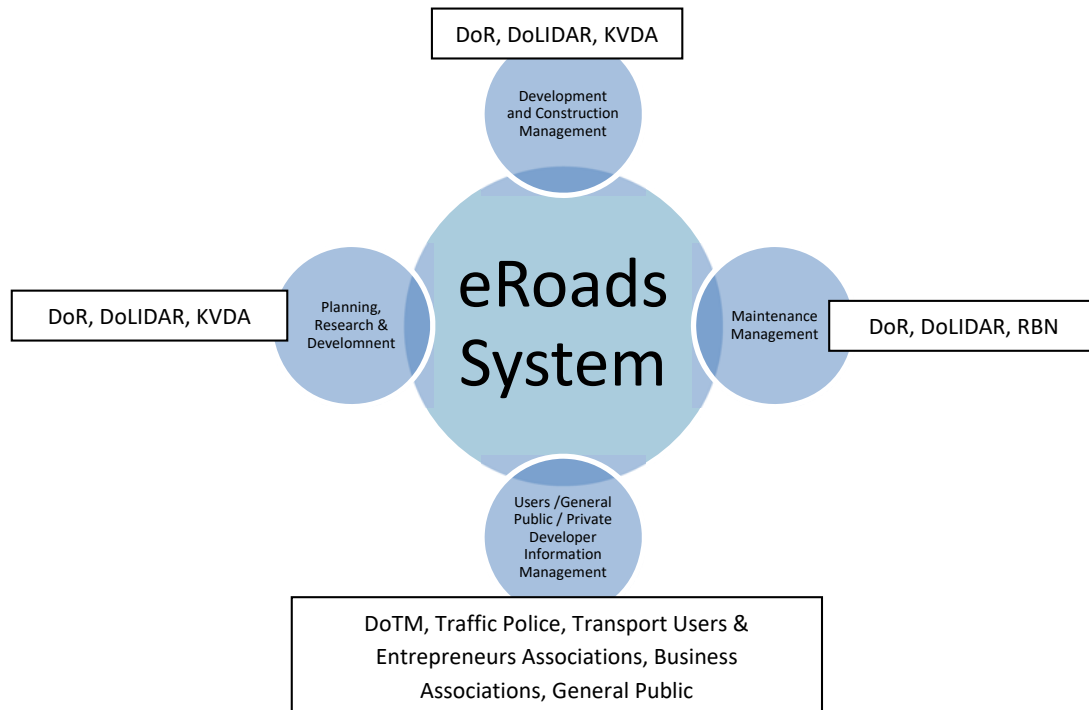 DoR, DoLIDAR, KVDA
Development
and Construction
Management
eRoads
System
Planning,
Research &
Develomnent
DoR, DoLIDAR, KVDA
Maintenance
Management
DoR, DoLIDAR, RBN
Users /General
Public / Private
Developer
Information
Management
DoTM, Traffic Police, Transport Users &
Entrepreneurs Associations, Business
Associations, General Public